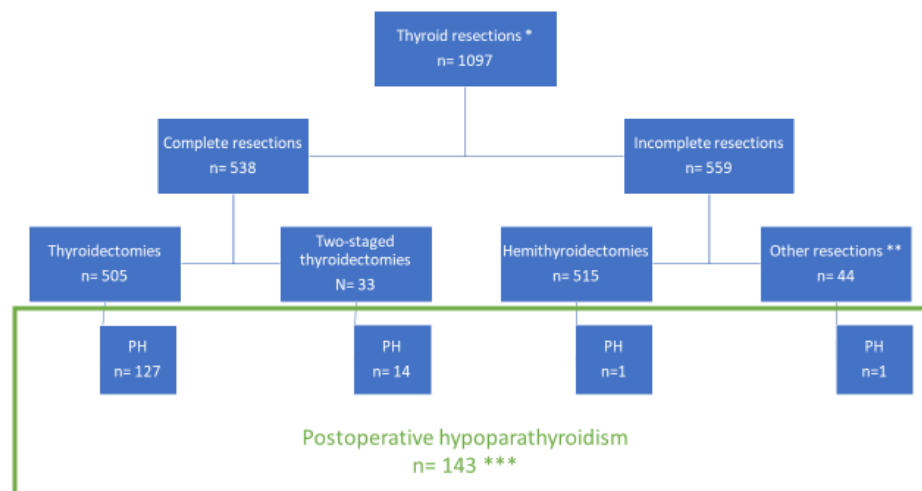 Thyroid resections *
n= 1097
Complete resections
n= 538
Incomplete resections
n= 559
Thyroidectomies
n= 505
Two-staged
thyroidectomies
N= 33
Hemithyroidectomies
n= 515
Other resections **
n= 44
PH
n= 127
PH
n= 14
PH
n=1
PH
n=1
Postoperative hypoparathyroidism
n= 143 ***